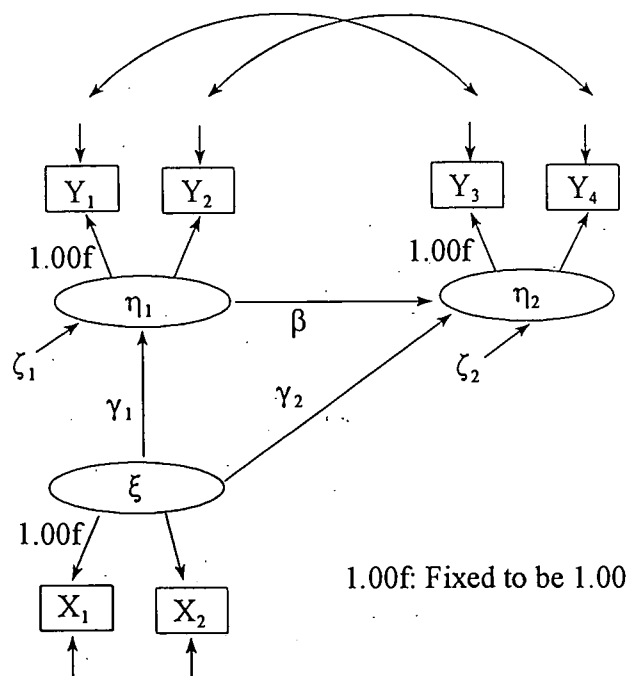 Y₁ Y₂ Y₃ Y₄
1.00f 1.00f
η₁ η₂
β
ζ₁ ζ₂
γ₁ γ₂
ξ
1.00f
1.00f: Fixed to be 1.00
X₁ X₂